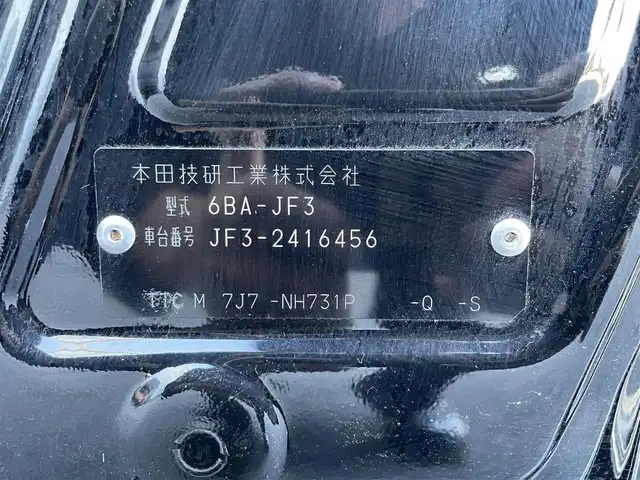 本田技研工業株式会社
型式 6BA-JF3
車台番号 JF3-2416456
TTC M 7J7 -NH731P -Q -S